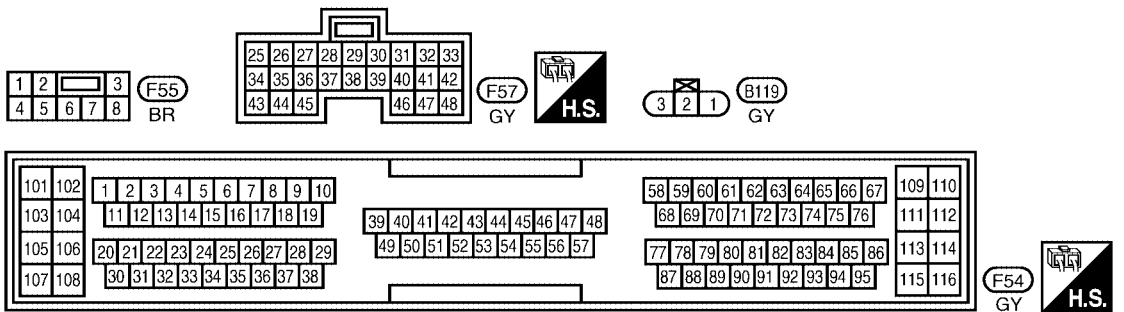 25 26 27 28 29 30 31 32 33
1 2 3 F55 34 35 36 37 38 39 40 41 42 F57 B119
4 5 6 7 8 BR 43 44 45 46 47 48 GY H.S. 3 2 1 GY
101 102 1 2 3 4 5 6 7 8 9 10 58 59 60 61 62 63 64 65 66 67 109 110
103 104 11 12 13 14 15 16 17 18 19 39 40 41 42 43 44 45 46 47 48 68 69 70 71 72 73 74 75 76 111 112
105 106 20 21 22 23 24 25 26 27 28 29 49 50 51 52 53 54 55 56 57 77 78 79 80 81 82 83 84 85 86 113 114
107 108 30 31 32 33 34 35 36 37 38 87 88 89 90 91 92 93 94 95 115 116 F54
GY H.S.